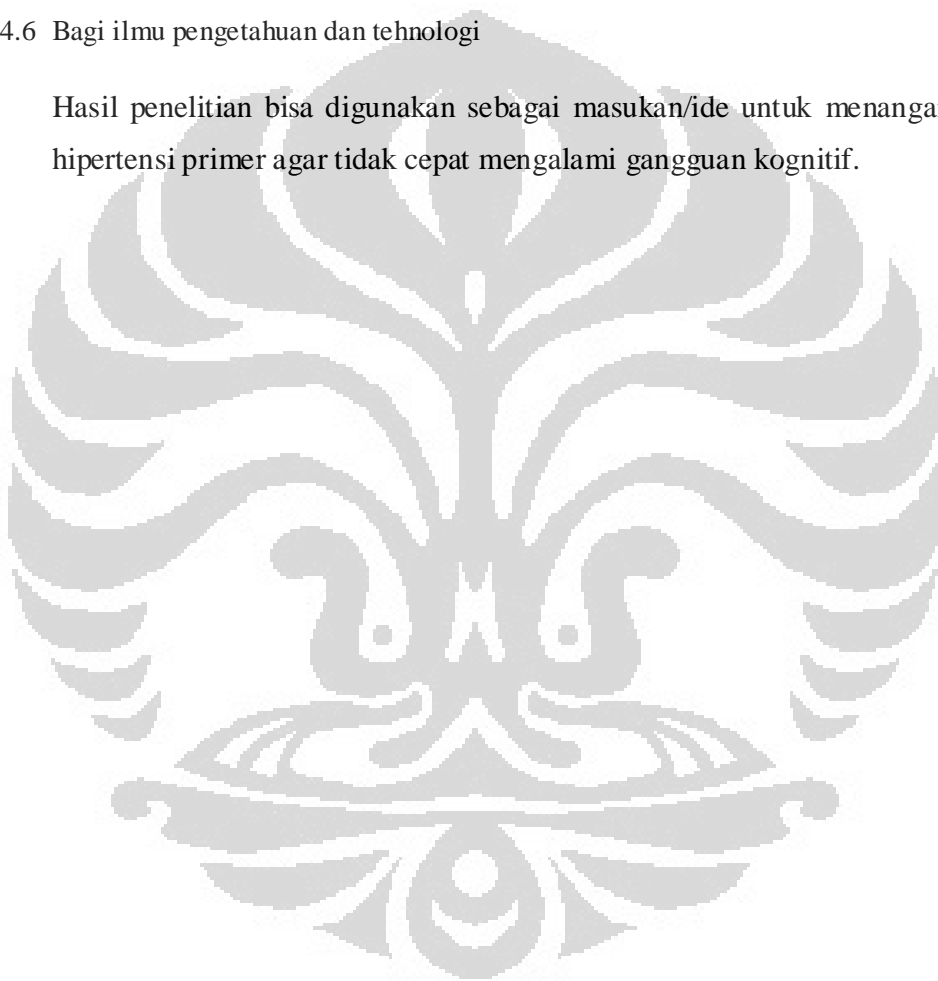 4.6 Bagi ilmu pengetahuan dan tehnologi
Hasil penelitian bisa digunakan sebagai masukan/ide untuk menanga
hipertensi primer agar tidak cepat mengalami gangguan kognitif.